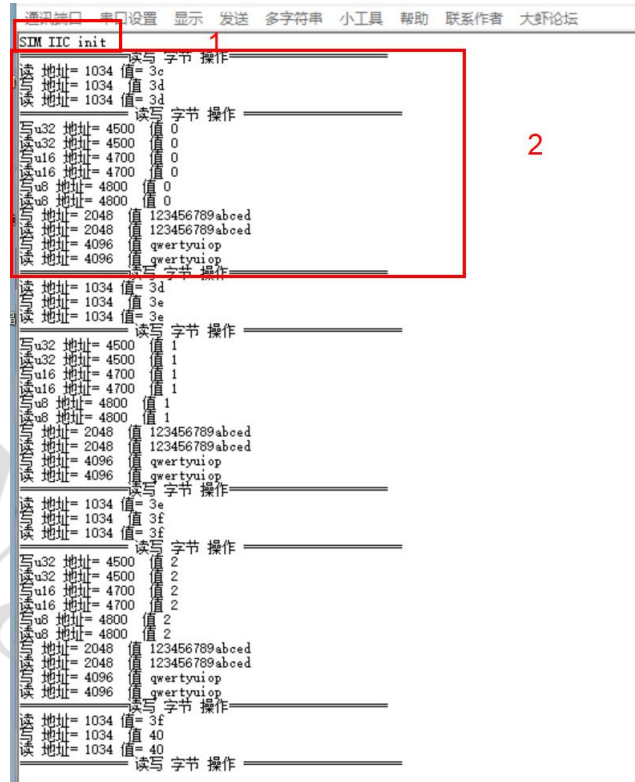 通讯端口 串口设置 显示 发送 多字符串 小工具 帮助 联系作者 大虾论坛
SIM IIC init
1
═══════════读写 字节 操作═══════════
读 地址= 1034 值= 3c
写 地址= 1034 值 3d
读 地址= 1034 值= 3d
═══════════ 读写 字节 操作 ═══════════
写u32 地址= 4500 值 0
读u32 地址= 4500 值 0
写u16 地址= 4700 值 0
读u16 地址= 4700 值 0
写u8 地址= 4800 值 0
读u8 地址= 4800 值 0
写 地址= 2048 值 123456789abced
读 地址= 2048 值 123456789abced
写 地址= 4096 值 qwertyuiop
读 地址= 4096 值 qwertyuiop
2
═══════════读写 字节 操作═══════════
读 地址= 1034 值= 3d
写 地址= 1034 值 3e
读 地址= 1034 值= 3e
═══════════ 读写 字节 操作 ═══════════
写u32 地址= 4500 值 1
读u32 地址= 4500 值 1
写u16 地址= 4700 值 1
读u16 地址= 4700 值 1
写u8 地址= 4800 值 1
读u8 地址= 4800 值 1
写 地址= 2048 值 123456789abced
读 地址= 2048 值 123456789abced
写 地址= 4096 值 qwertyuiop
读 地址= 4096 值 qwertyuiop
═══════════读写 字节 操作═══════════
读 地址= 1034 值= 3e
写 地址= 1034 值 3f
读 地址= 1034 值= 3f
═══════════ 读写 字节 操作 ═══════════
写u32 地址= 4500 值 2
读u32 地址= 4500 值 2
写u16 地址= 4700 值 2
读u16 地址= 4700 值 2
写u8 地址= 4800 值 2
读u8 地址= 4800 值 2
写 地址= 2048 值 123456789abced
读 地址= 2048 值 123456789abced
写 地址= 4096 值 qwertyuiop
读 地址= 4096 值 qwertyuiop
═══════════读写 字节 操作═══════════
读 地址= 1034 值= 3f
写 地址= 1034 值 40
读 地址= 1034 值= 40
═══════════ 读写 字节 操作 ═══════════